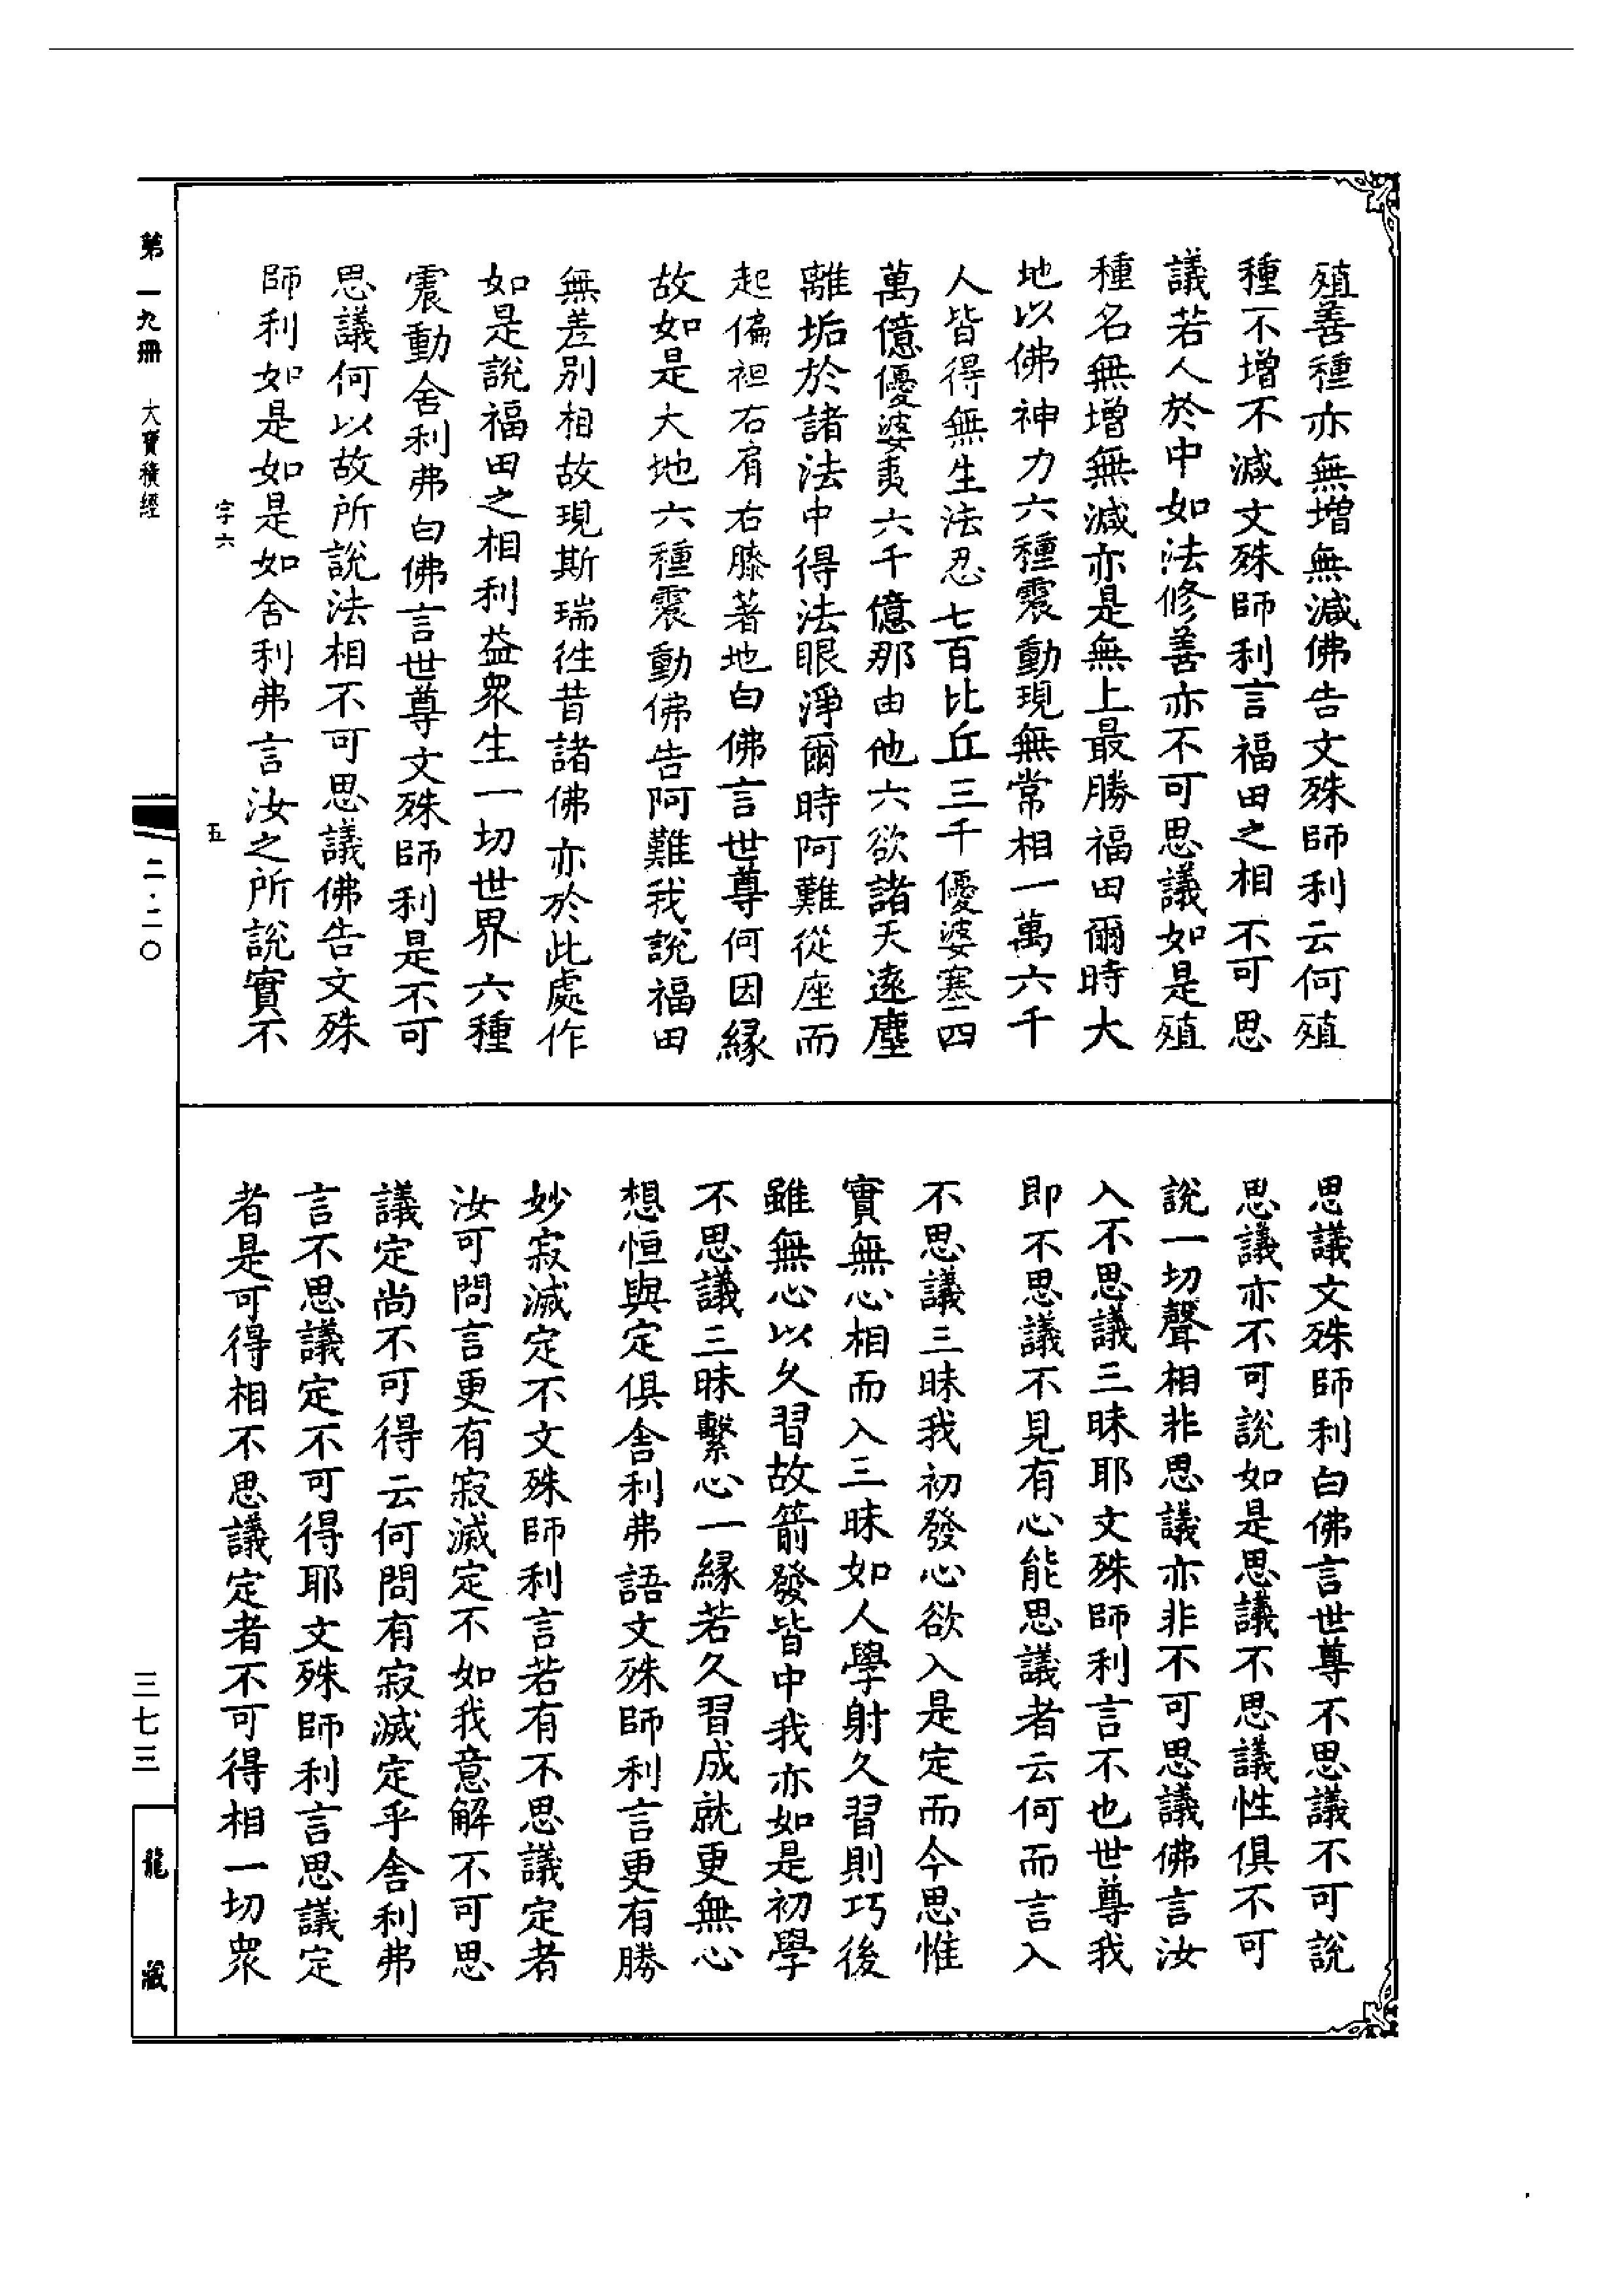 殖善種亦無增無減佛告文殊師利云何殖
種不增不減文殊師利言福田之相不可思
議若人於中如法修善亦不可思議如是殖
種名無增無減亦是無上最勝福田爾時大
地以佛神力六種震動現無常相一萬六千
人皆得無生法忍七百比丘三千優婆塞四
萬億優婆夷六千億那由他六欲諸天遠塵
離垢於諸法中得法眼淨爾時阿難從座而
起偏袒右肩右膝著地白佛言世尊何因緣
故如是大地六種震動佛告阿難我說福田
無差別相故現斯瑞往昔諸佛亦於此處作
如是說福田之相利益眾生一切世界六種
震動舍利弗白佛言世尊文殊師利是不可
思議何以故所說法相不可思議佛告文殊
師利如是如是如舍利弗言汝之所說實不
字六
五
思議文殊師利白佛言世尊不思議不可說
思議亦不可說如是思議不思議性俱不可
說一切聲相非思議亦非不可思議佛言汝
入不思議三昧耶文殊師利言不也世尊我
即不思議不見有心能思議者云何而言入
不思議三昧我初發心欲入是定而今思惟
實無心相而入三昧如人學射久習則巧後
雖無心以久習故箭發皆中我亦如是初學
不思議三昧繫心一緣若久習成就更無心
想恒與定俱舍利弗語文殊師利言更有勝
妙寂滅定不文殊師利言若有不思議定者
汝可問言更有寂滅定不如我意解不可思
議定尚不可得云何問有寂滅定乎舍利弗
言不思議定不可得耶文殊師利言思議定
者是可得相不思議定者不可得相一切眾
第一九冊 大寶積經
二·二〇
三七三
龍藏